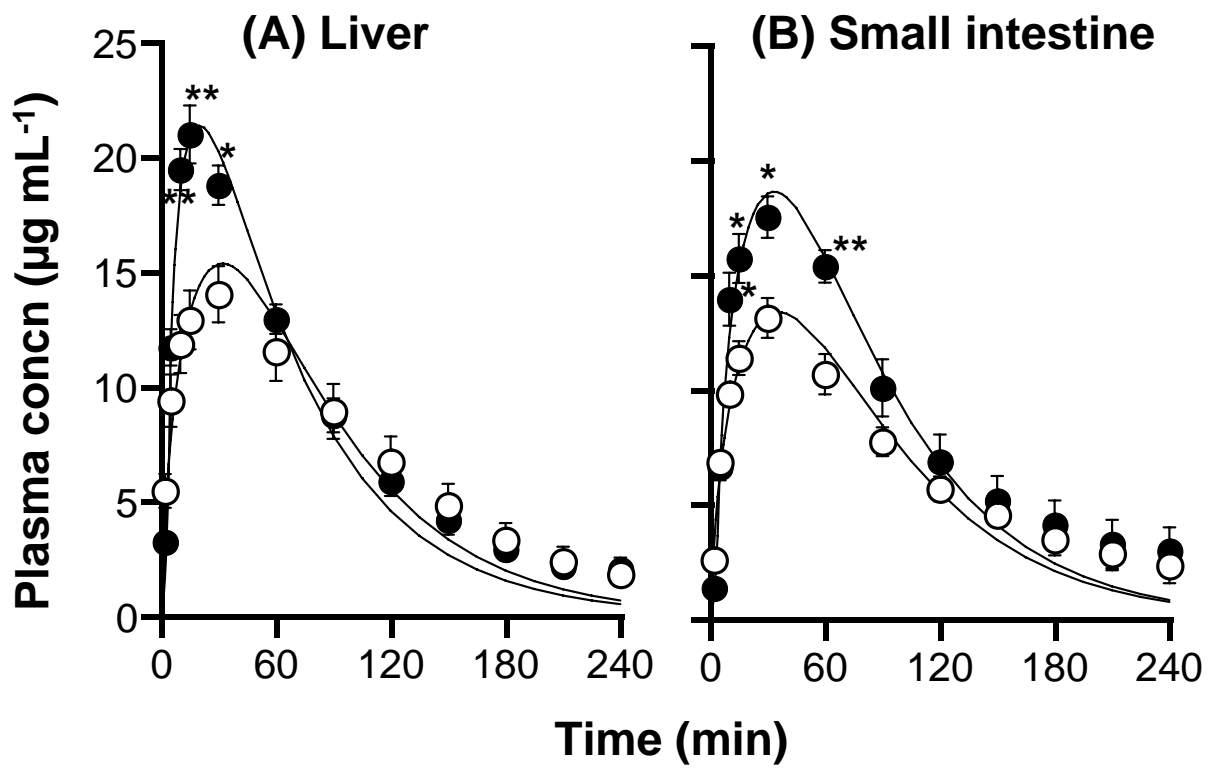 (A) Liver
(B) Small intestine
Plasma concn (µg mL-1)
25
20
15
10
5
0
**
*
**
*
*
*
**
0 60 120 180 240
0 60 120 180 240
Time (min)